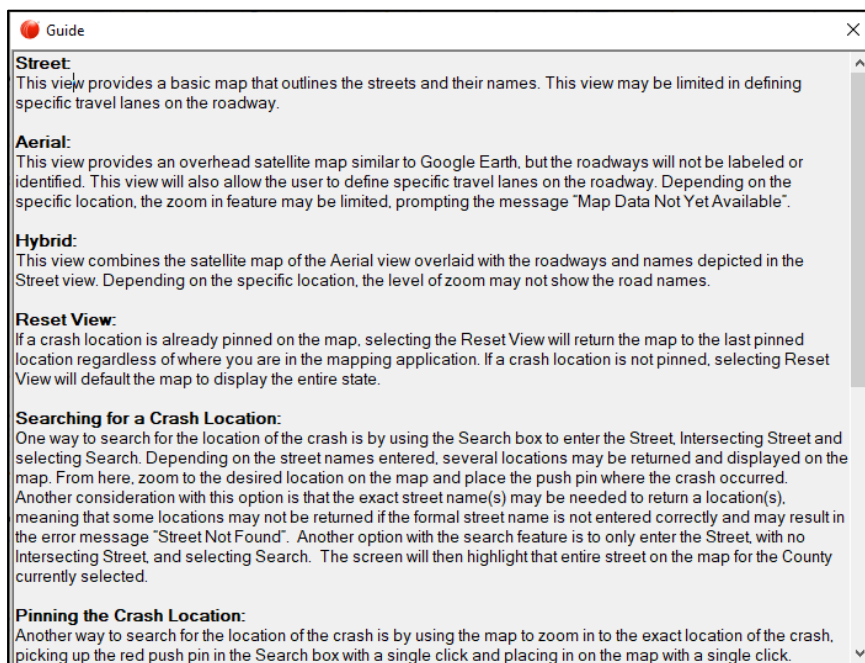 Guide
Street:
This view provides a basic map that outlines the streets and their names. This view may be limited in defining
specific travel lanes on the roadway.
Aerial:
This view provides an overhead satellite map similar to Google Earth, but the roadways will not be labeled or
identified. This view will also allow the user to define specific travel lanes on the roadway. Depending on the
specific location, the zoom in feature may be limited, prompting the message "Map Data Not Yet Available".
Hybrid:
This view combines the satellite map of the Aerial view overlaid with the roadways and names depicted in the
Street view. Depending on the specific location, the level of zoom may not show the road names.
Reset View:
If a crash location is already pinned on the map, selecting the Reset View will return the map to the last pinned
location regardless of where you are in the mapping application. If a crash location is not pinned, selecting Reset
View will default the map to display the entire state.
Searching for a Crash Location:
One way to search for the location of the crash is by using the Search box to enter the Street, Intersecting Street and
selecting Search. Depending on the street names entered, several locations may be returned and displayed on the
map. From here, zoom to the desired location on the map and place the push pin where the crash occurred.
Another consideration with this option is that the exact street name(s) may be needed to return a location(s),
meaning that some locations may not be returned if the formal street name is not entered correctly and may result in
the error message "Street Not Found". Another option with the search feature is to only enter the Street, with no
Intersecting Street, and selecting Search. The screen will then highlight that entire street on the map for the County
currently selected.
Pinning the Crash Location:
Another way to search for the location of the crash is by using the map to zoom in to the exact location of the crash,
picking up the red push pin in the Search box with a single click and placing in on the map with a single click.